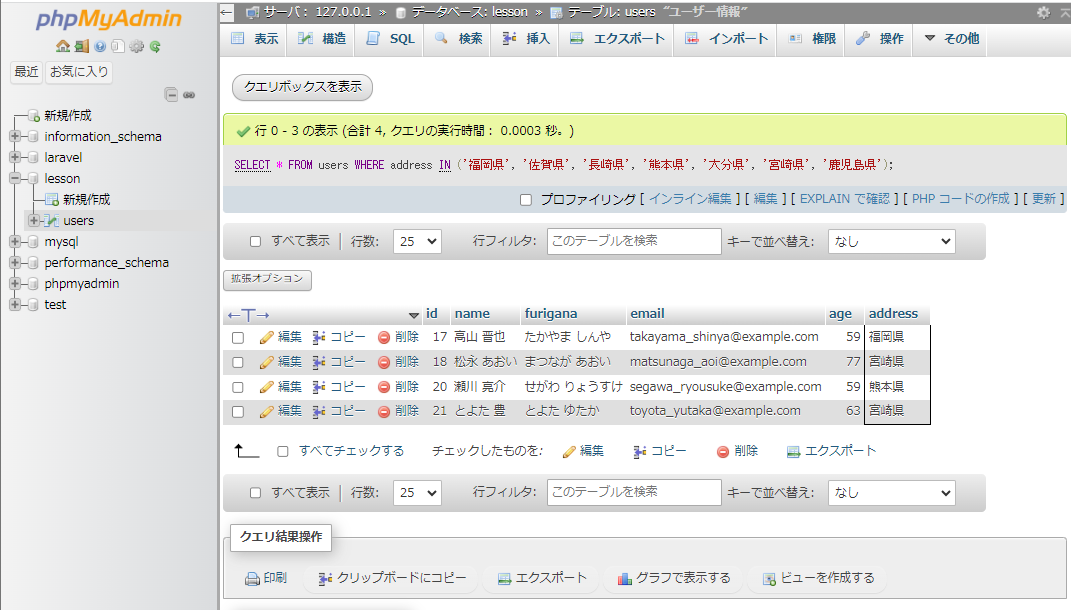 phpMyAdmin
最近 お気に入り
新規作成
information_schema
laravel
lesson
新規作成
users
mysql
performance_schema
phpmyadmin
test
サーバ: 127.0.0.1 » データベース: lesson » テーブル: users “ユーザー情報”
表示 構造 SQL 検索 挿入 エクスポート インポート 権限 操作 その他
クエリボックスを表示
行 0 - 3 の表示 (合計 4, クエリの実行時間: 0.0003 秒。)
SELECT * FROM users WHERE address IN ('福岡県', '佐賀県', '長崎県', '熊本県', '大分県', '宮崎県', '鹿児島県');
プロファイリング [ インライン編集 ] [ 編集 ] [ EXPLAIN で確認 ] [ PHP コードの作成 ] [ 更新 ]
すべて表示 行数: 25 行フィルタ: このテーブルを検索 キーで並べ替え: なし
拡張オプション
←T→ id name furigana email age address
編集 コピー 削除 17 高山 晋也 たかやま しんや takayama_shinya@example.com 59 福岡県
編集 コピー 削除 18 松永 あおい まつなが あおい matsunaga_aoi@example.com 77 宮崎県
編集 コピー 削除 20 瀬川 亮介 せがわ りょうすけ segawa_ryousuke@example.com 59 熊本県
編集 コピー 削除 21 とよた 豊 とよた ゆたか toyota_yutaka@example.com 63 宮崎県
すべてチェックする チェックしたものを: 編集 コピー 削除 エクスポート
すべて表示 行数: 25 行フィルタ: このテーブルを検索 キーで並べ替え: なし
クエリ結果操作
印刷 クリップボードにコピー エクスポート グラフで表示する ビューを作成する